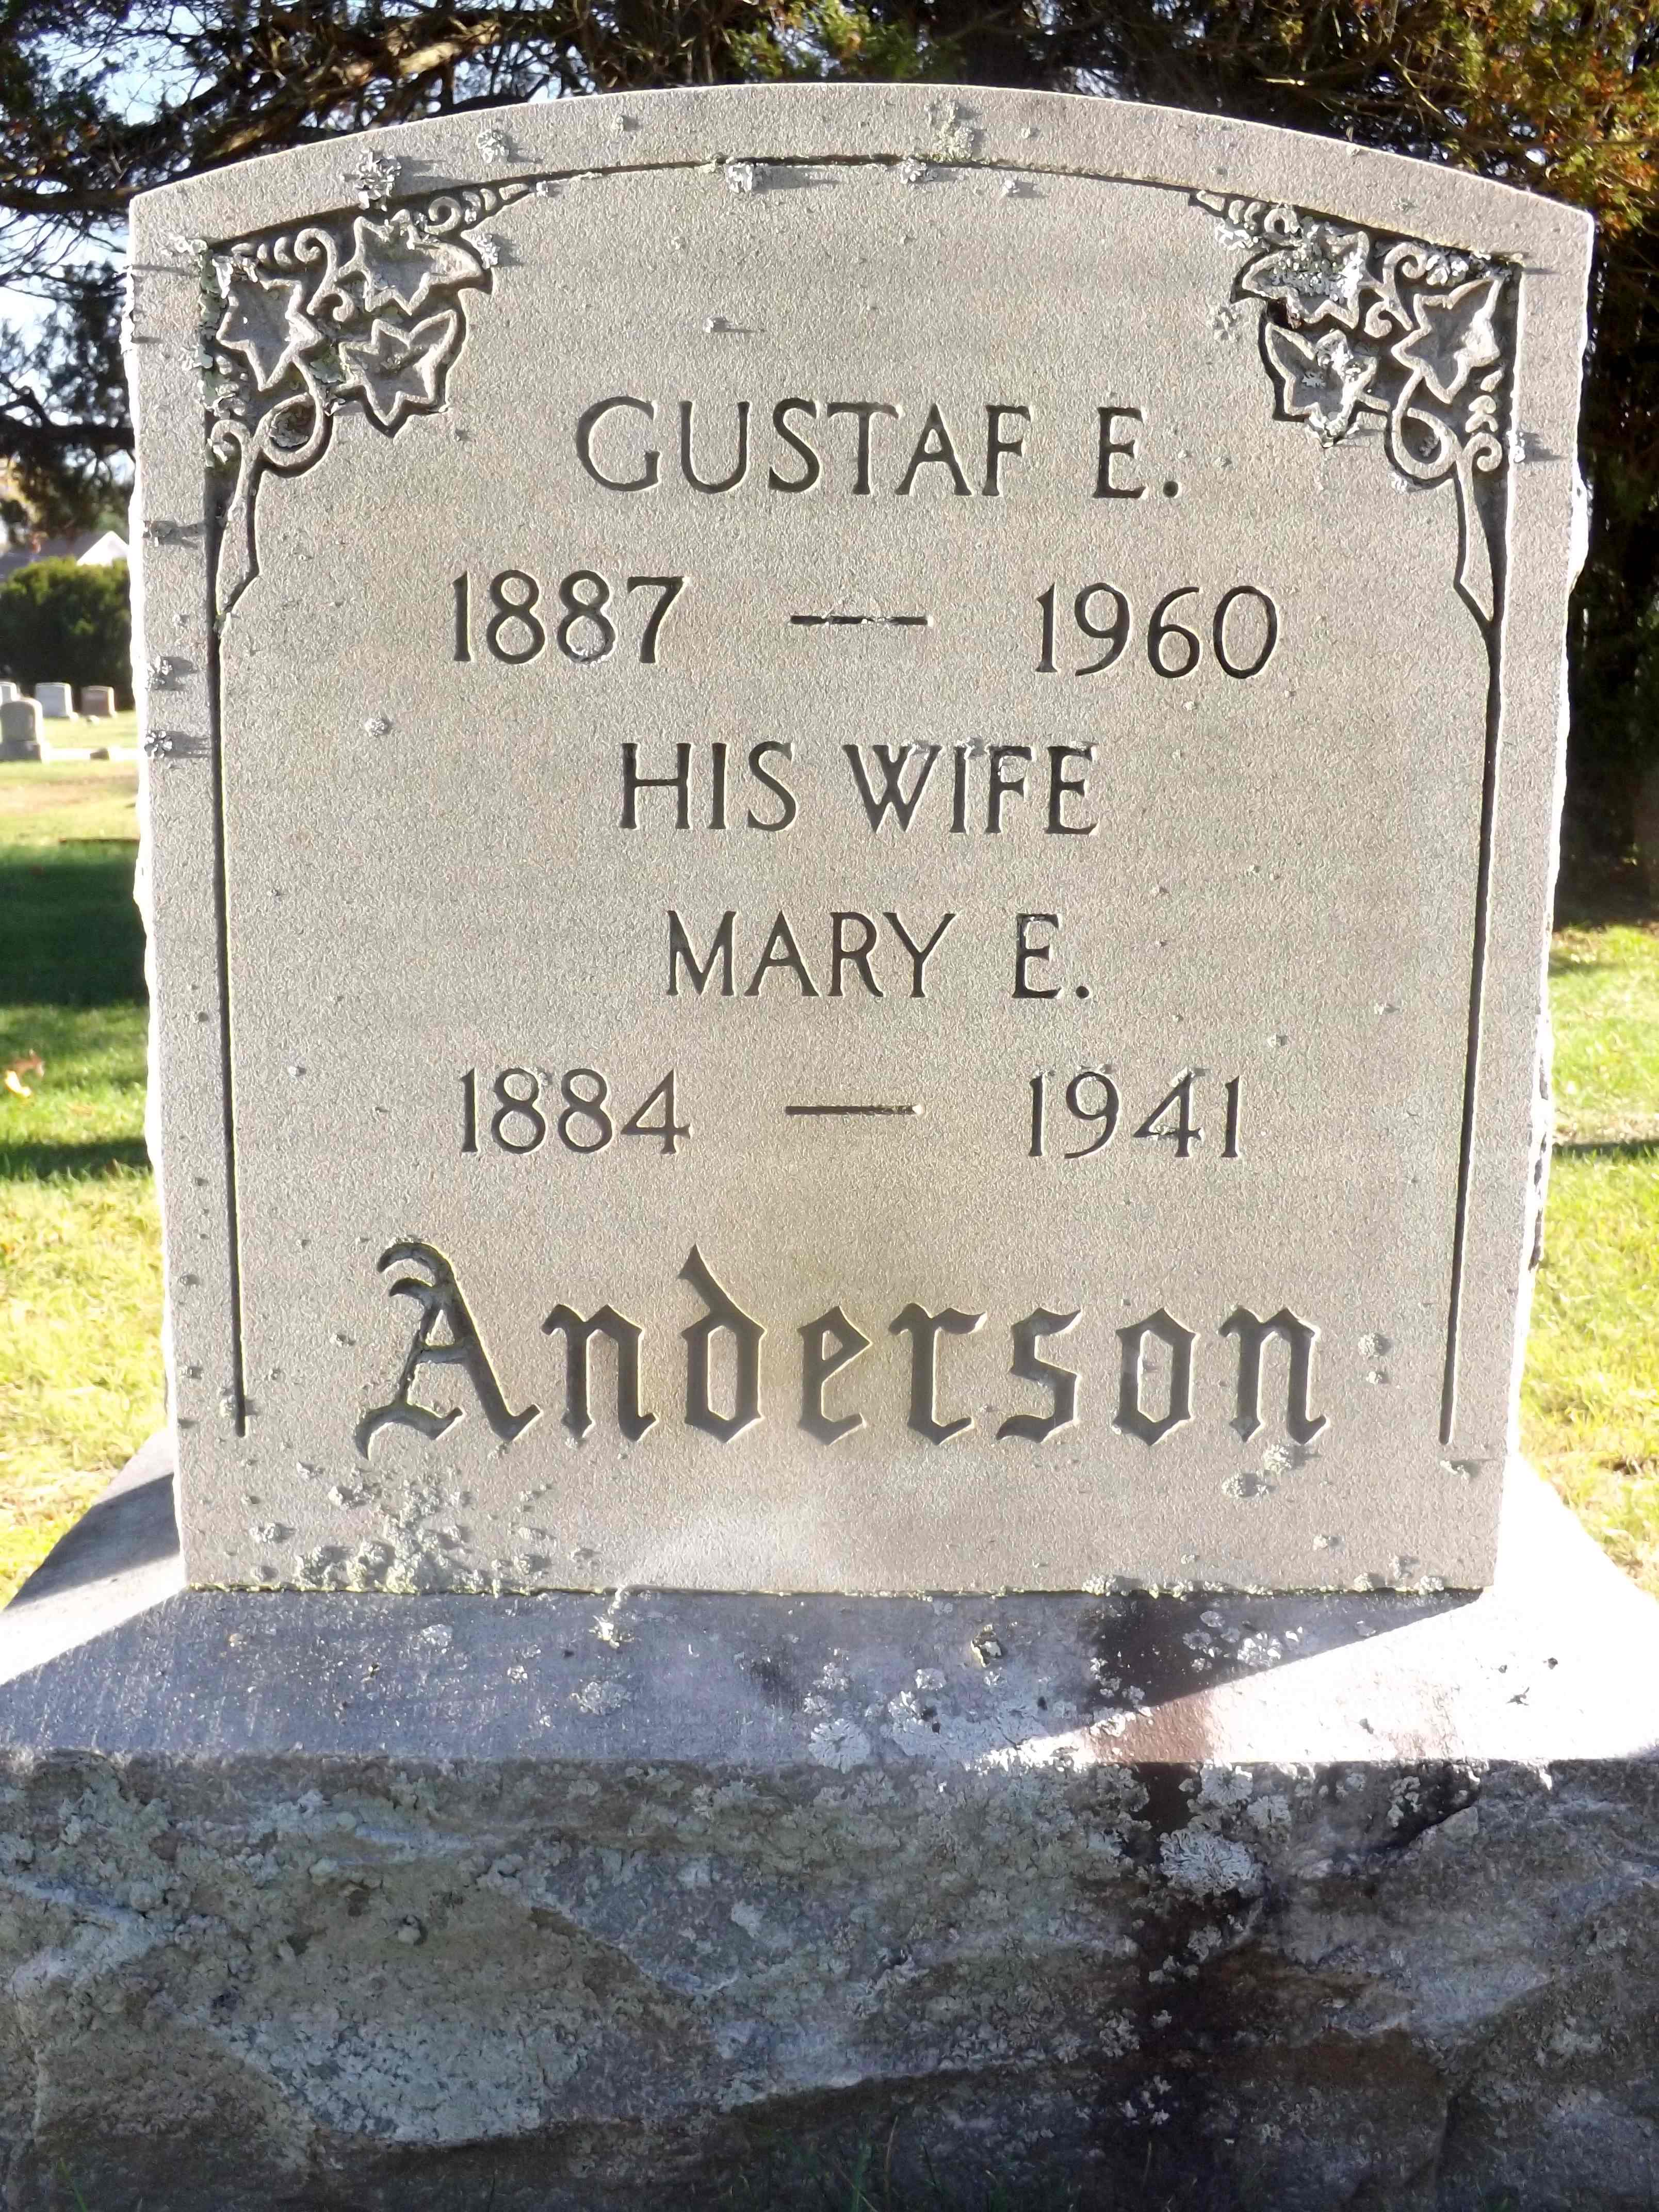 GUSTAF E.
1887 — 1960
HIS WIFE
MARY E.
1884 — 1941
Anderson